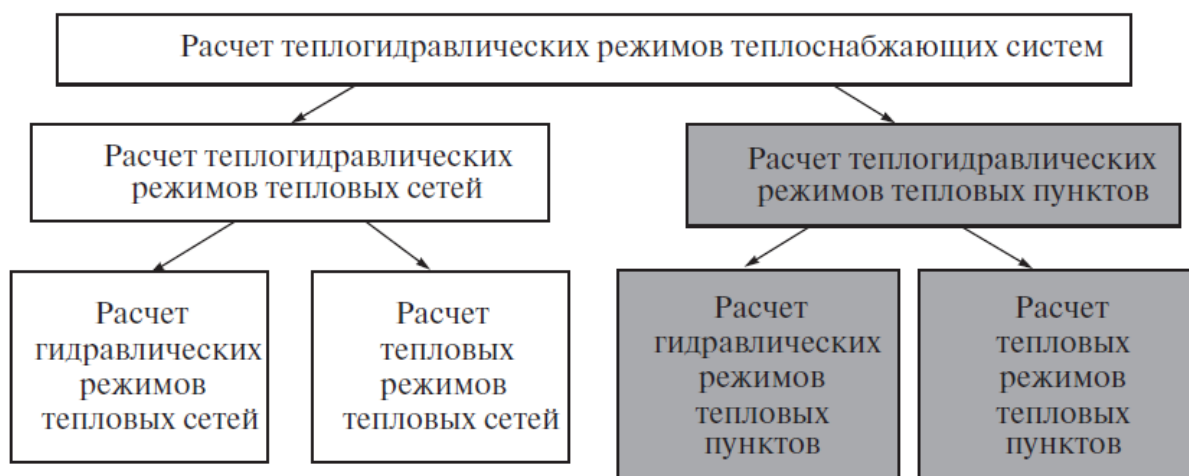 Расчет теплогидравлических режимов теплоснабжающих систем
Расчет теплогидравлических
режимов тепловых сетей
Расчет теплогидравлических
режимов тепловых пунктов
Расчет
гидравлических
режимов
тепловых сетей
Расчет
тепловых
режимов
тепловых сетей
Расчет
гидравлических
режимов
тепловых
пунктов
Расчет
тепловых
режимов
тепловых
пунктов